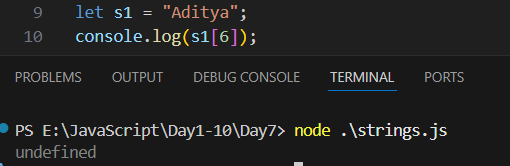 9 let s1 = "Aditya";
10 console.log(s1[6]);
PROBLEMS OUTPUT DEBUG CONSOLE TERMINAL PORTS
PS E:\JavaScript\Day1-10\Day7> node .\strings.js
undefined